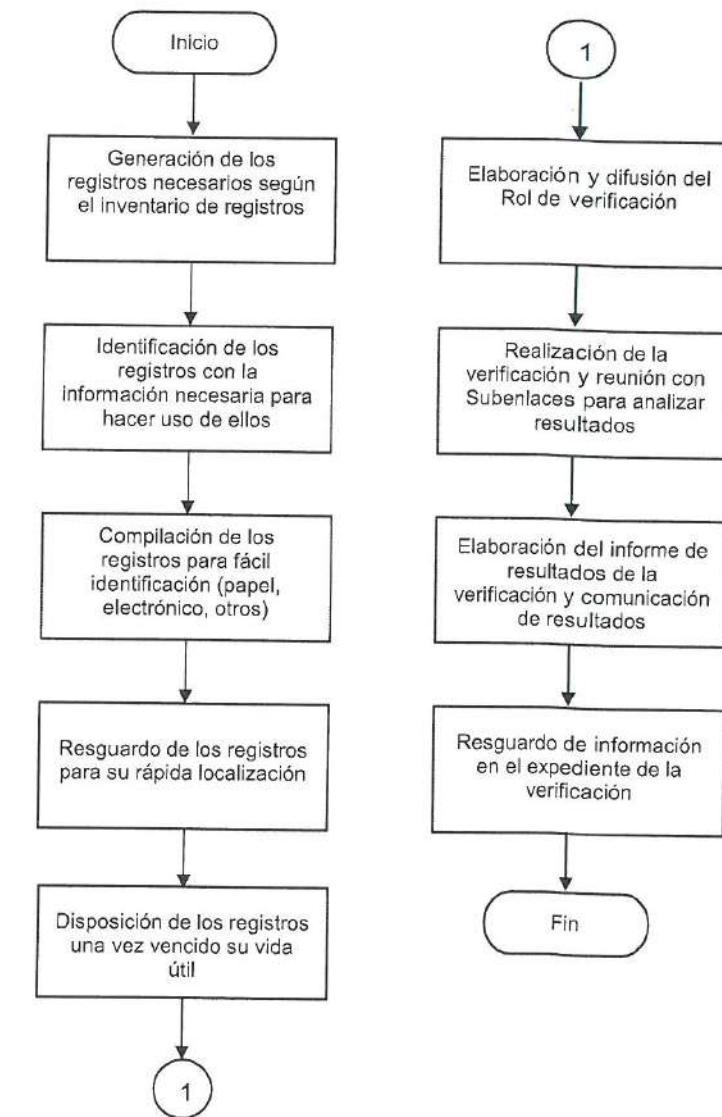 Inicio
Generación de los
registros necesarios según
el inventario de registros
Identificación de los
registros con la
información necesaria para
hacer uso de ellos
Compilación de los
registros para fácil
identificación (papel,
electrónico, otros)
Resguardo de los registros
para su rápida localización
Disposición de los registros
una vez vencido su vida
útil
1
1
Elaboración y difusión del
Rol de verificación
Realización de la
verificación y reunión con
Subenlaces para analizar
resultados
Elaboración del informe de
resultados de la
verificación y comunicación
de resultados
Resguardo de información
en el expediente de la
verificación
Fin